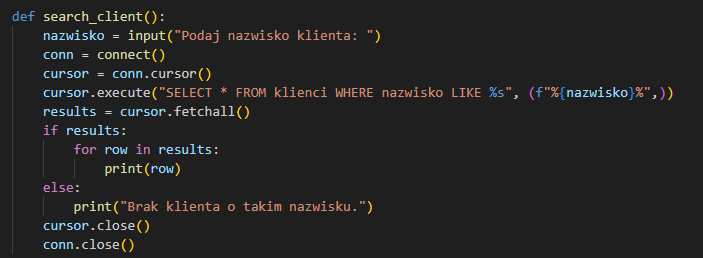 def search_client():
    nazwisko = input("Podaj nazwisko klienta: ")
    conn = connect()
    cursor = conn.cursor()
    cursor.execute("SELECT * FROM klienci WHERE nazwisko LIKE %s", (f"%{nazwisko}%",))
    results = cursor.fetchall()
    if results:
        for row in results:
            print(row)
    else:
        print("Brak klienta o takim nazwisku.")
    cursor.close()
    conn.close()